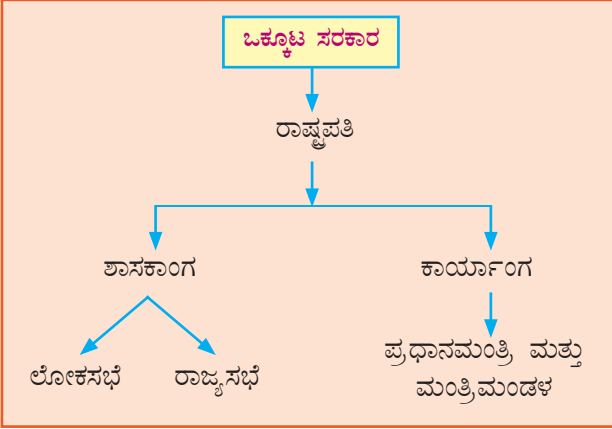 ಒಕ್ಕೂಟ ಸರಕಾರ
ರಾಷ್ಟ್ರಪತಿ
ಶಾಸಕಾಂಗ
ಕಾರ್ಯಾಂಗ
ಲೋಕಸಭೆ
ರಾಜ್ಯಸಭೆ
ಪ್ರಧಾನಮಂತ್ರಿ ಮತ್ತು
ಮಂತ್ರಿಮಂಡಳ